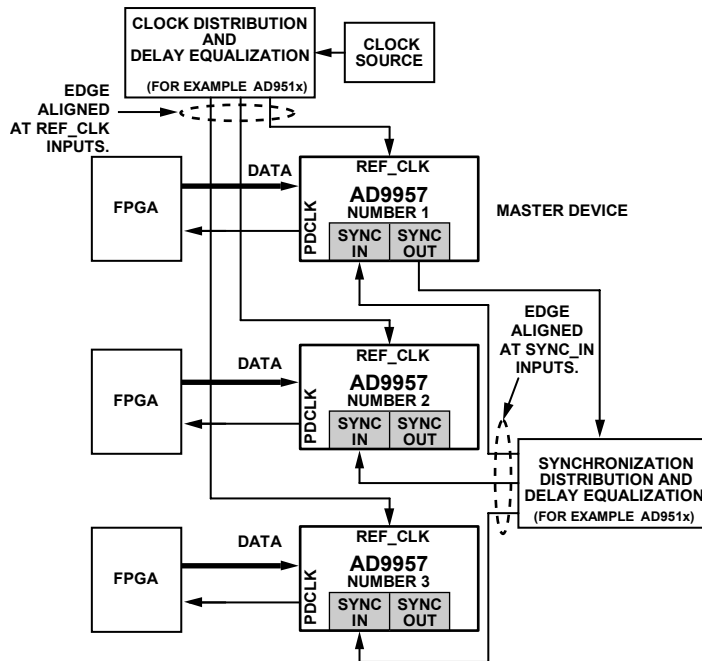 CLOCK DISTRIBUTION
AND
DELAY EQUALIZATION
(FOR EXAMPLE AD951x)
CLOCK
SOURCE
EDGE
ALIGNED
AT REF_CLK
INPUTS.
FPGA
DATA
REF_CLK
AD9957
NUMBER 1
PDCLK
SYNC
IN
SYNC
OUT
MASTER DEVICE
EDGE
ALIGNED
AT SYNC_IN
INPUTS.
FPGA
DATA
REF_CLK
AD9957
NUMBER 2
PDCLK
SYNC
IN
SYNC
OUT
SYNCHRONIZATION
DISTRIBUTION AND
DELAY EQUALIZATION
(FOR EXAMPLE AD951x)
FPGA
DATA
REF_CLK
AD9957
NUMBER 3
PDCLK
SYNC
IN
SYNC
OUT